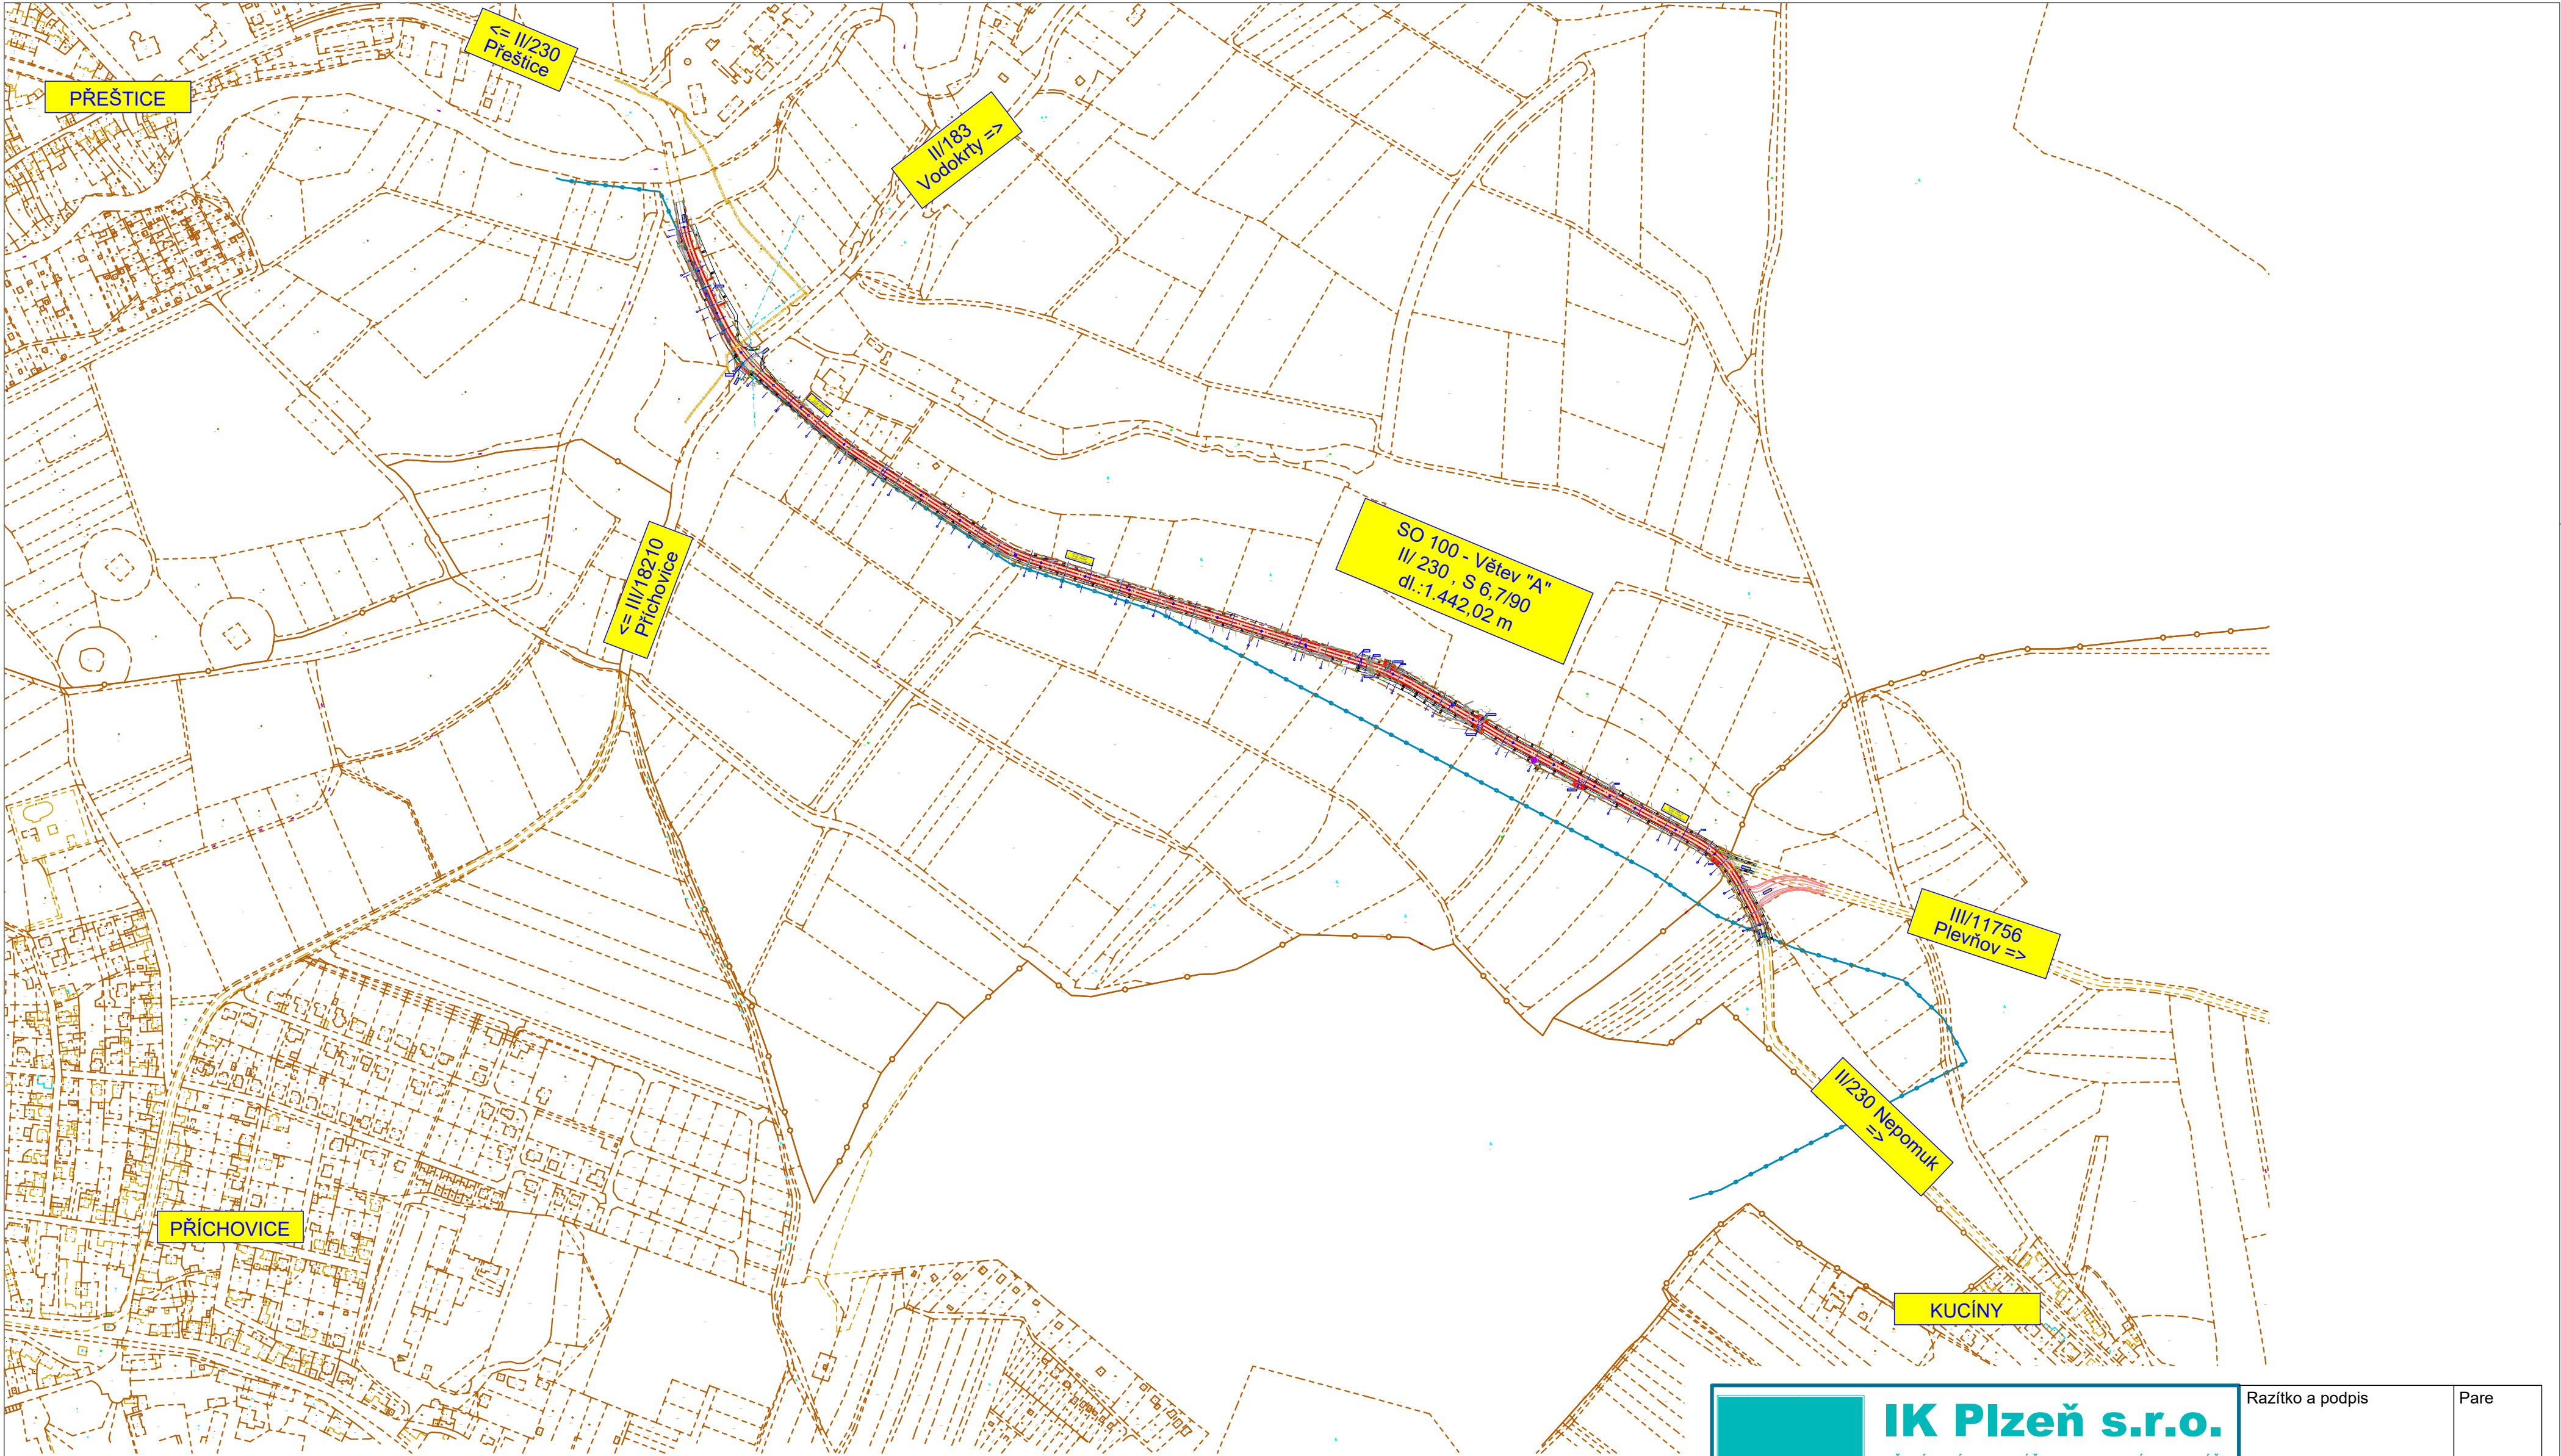 <= II/230
Přeštice
PŘEŠTICE
II/183
Vodokrty =>
<= III/18210
Příchovice
SO 100 - Větev "A"
II/ 230 , S 6,7/90
dl.:1.442,02 m
III/11756
Plevňov =>
II/230 Nepomuk
=>
PŘÍCHOVICE
KUCÍNY
IK Plzeň s.r.o.
Razítko a podpis
Pare